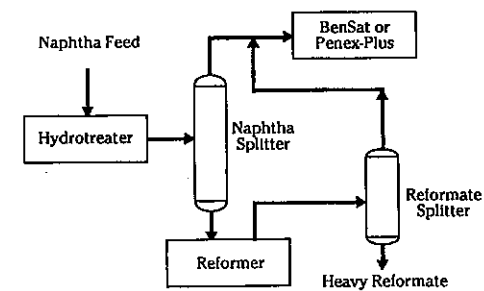 BenSat or
Penex-Plus
Naphtha Feed
Hydrotreater
Naphtha
Splitter
Reformate
Splitter
Reformer
Heavy Reformate